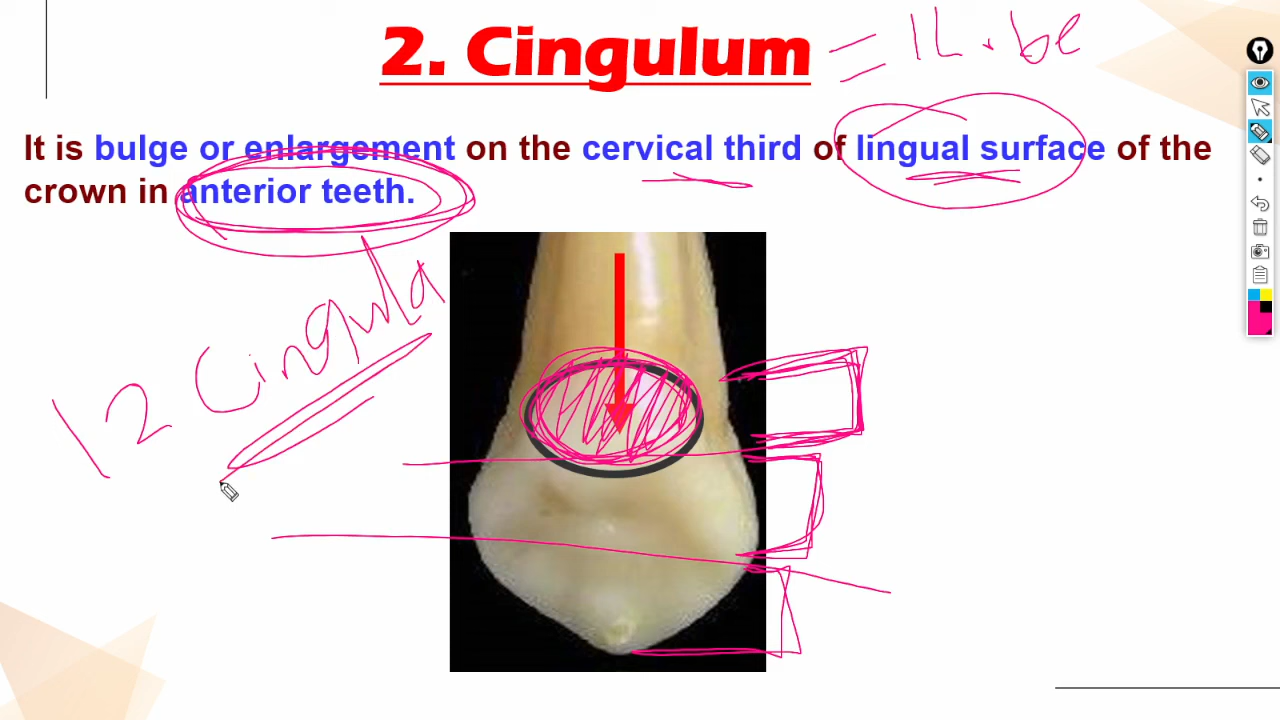 2. Cingulum
It is bulge or enlargement on the cervical third of lingual surface of the
crown in anterior teeth.
12 Cingula